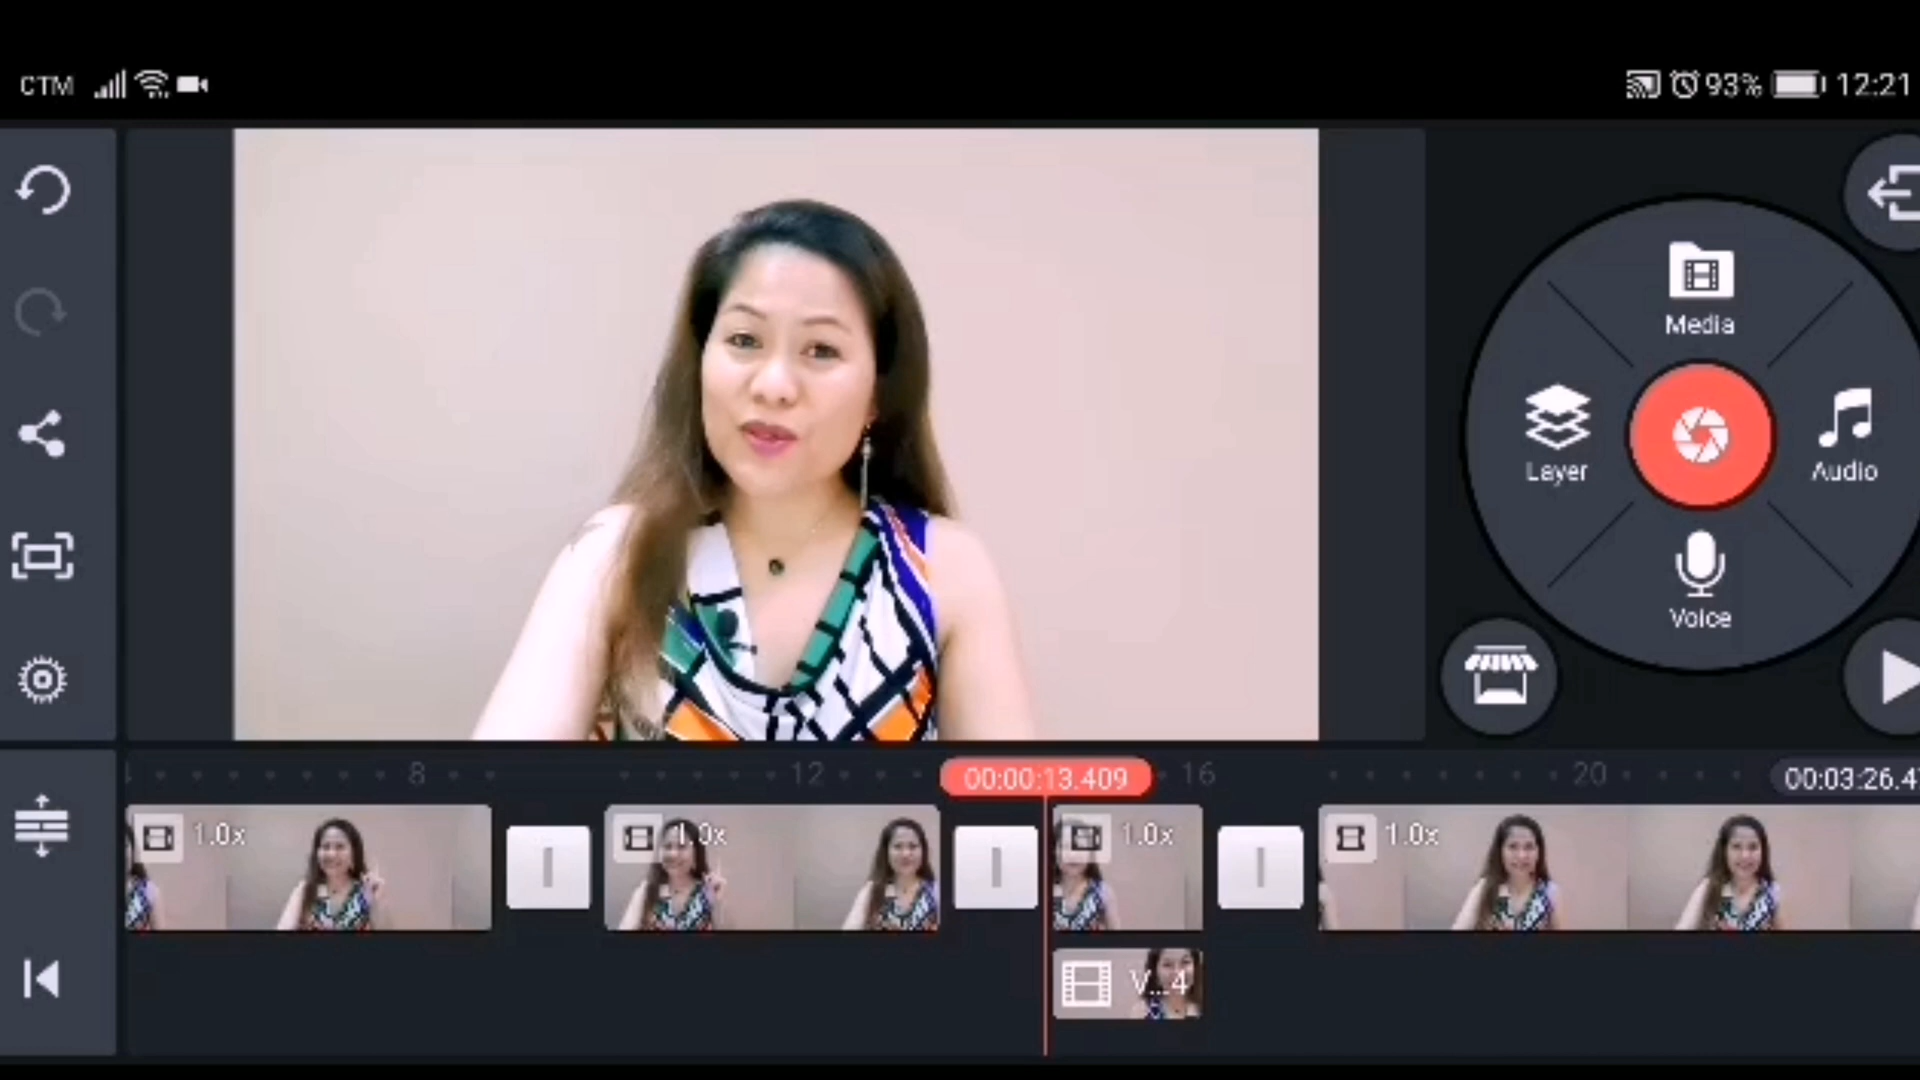 CTM
93% 12:21
Media
Layer
Audio
Voice
8
12
00:00:13.409
16
20
00:03:26.4
1.0x
1.0x
1.0x
1.0x
V...4